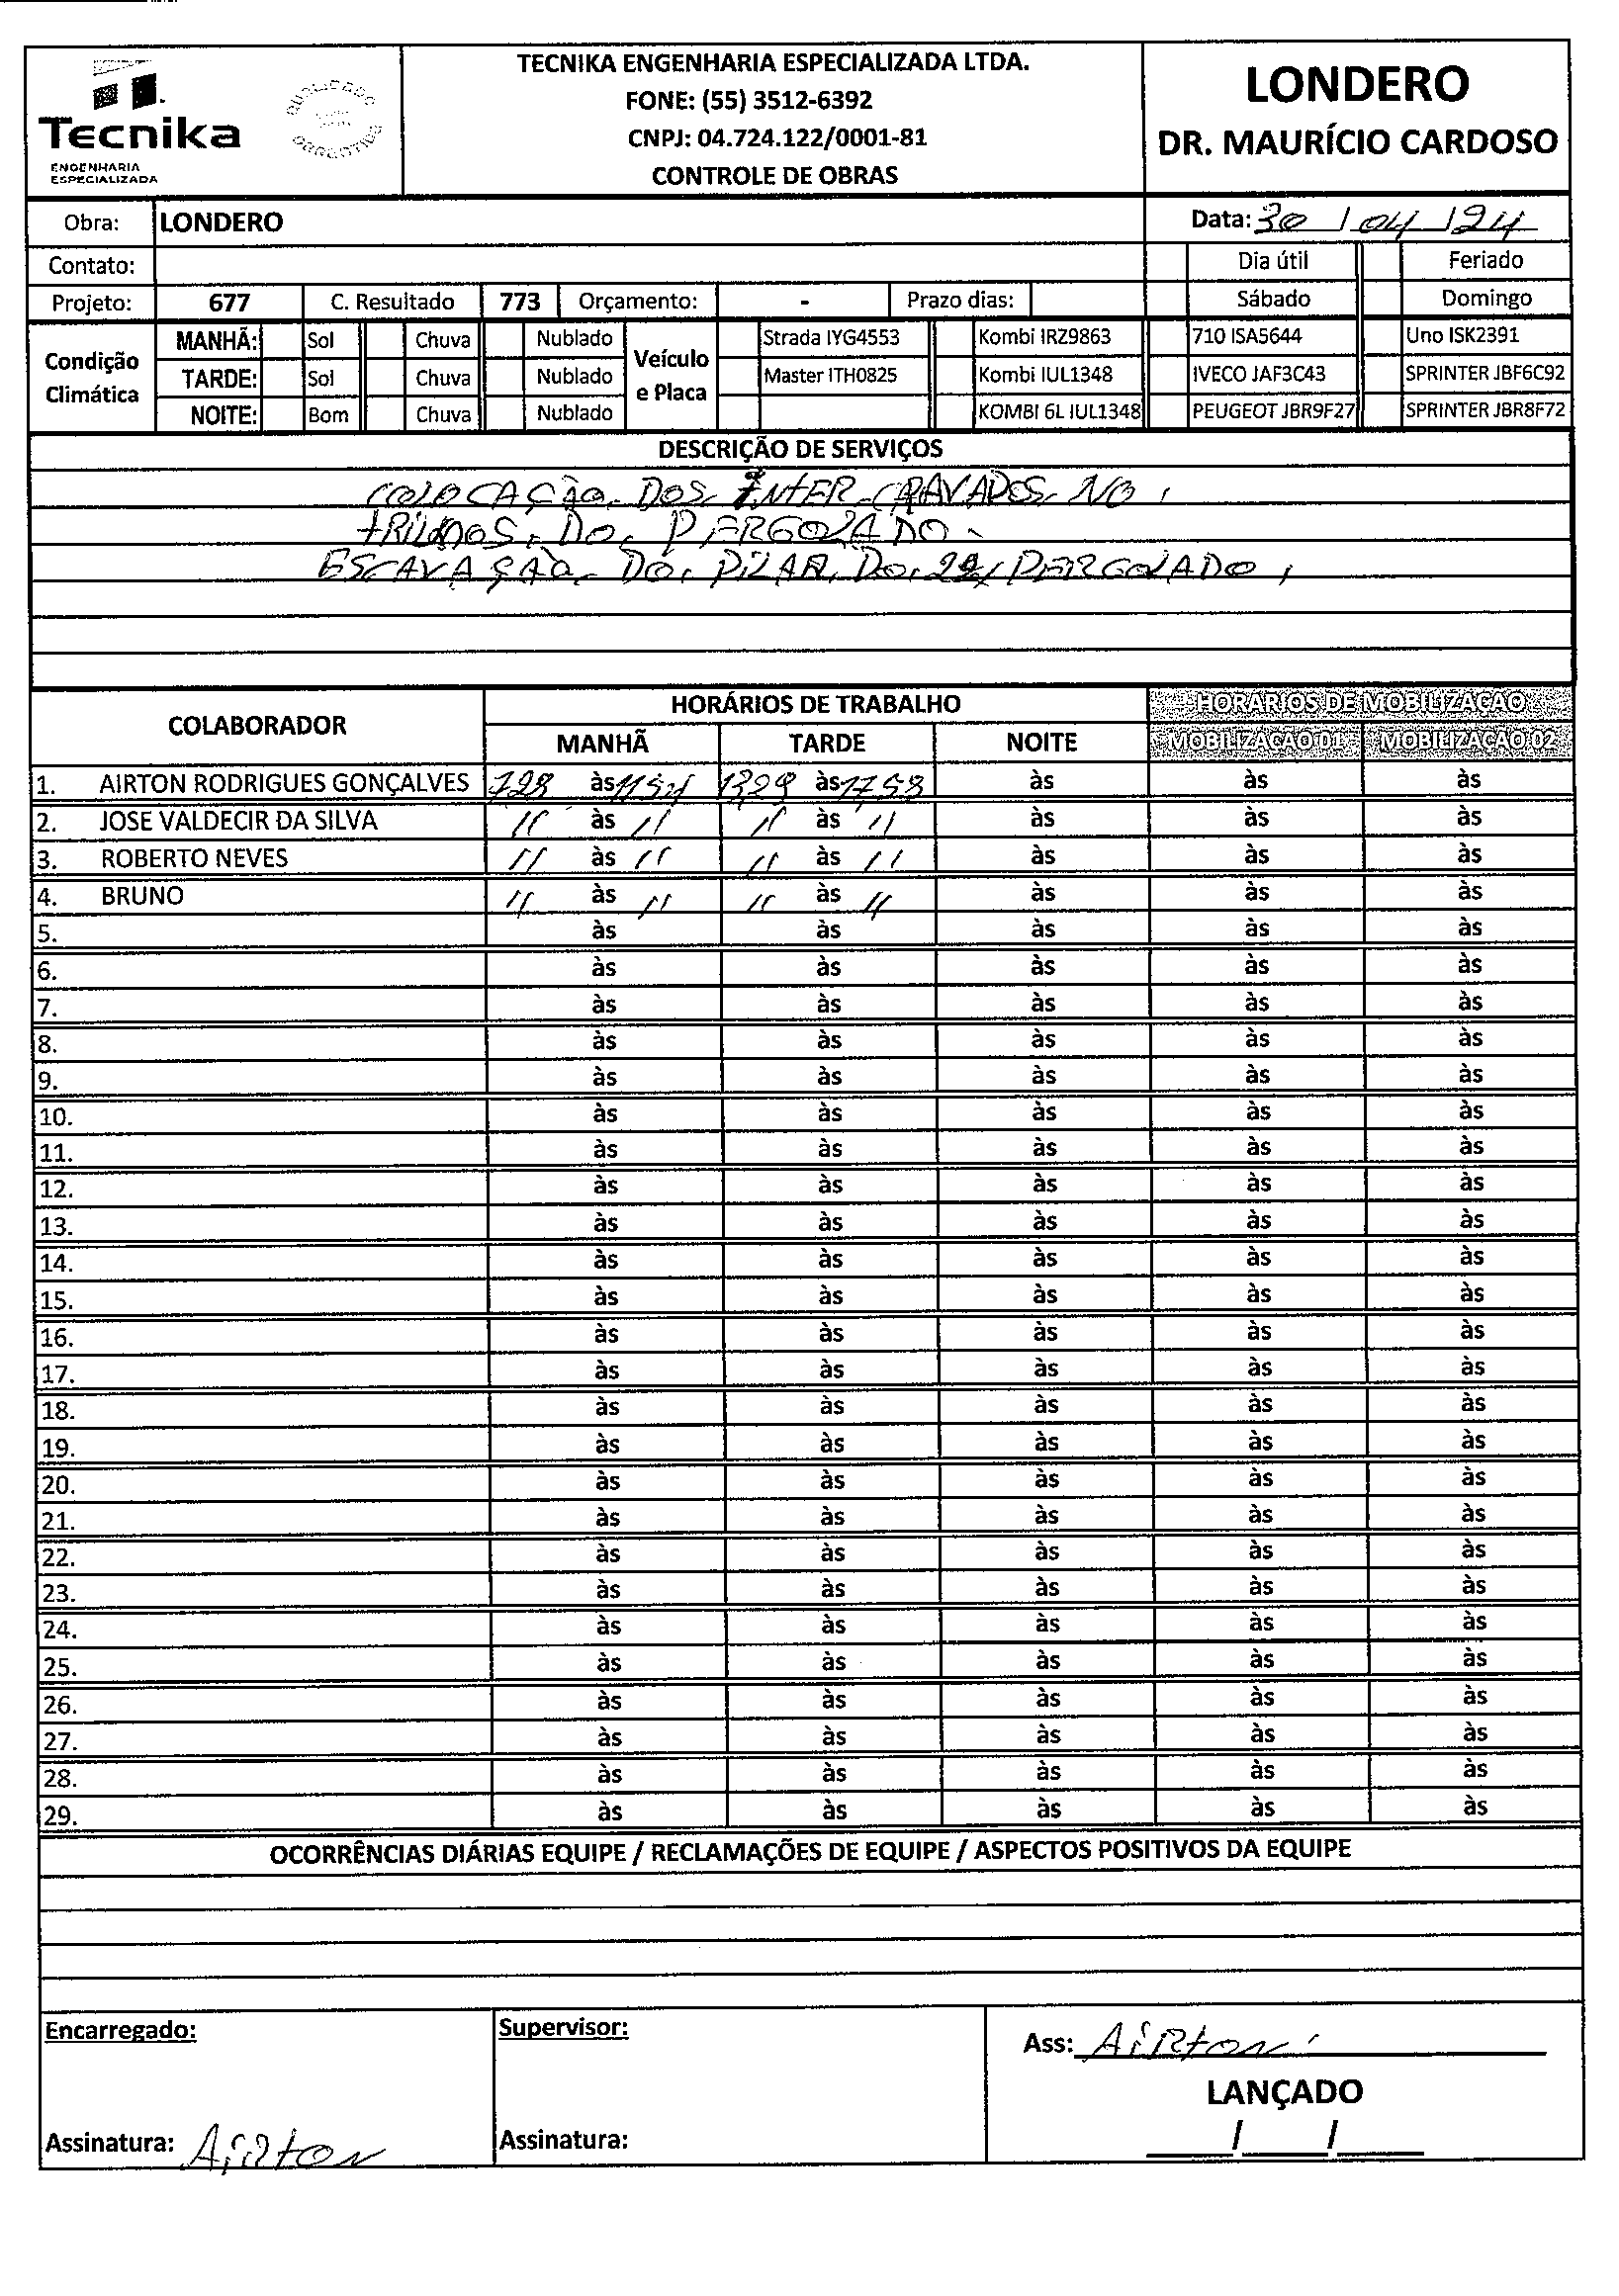 Tecnika
ENGENHARIA
ESPECIALIZADA
TECNIKA ENGENHARIA ESPECIALIZADA LTDA.
FONE: (55) 3512-6392
CNPJ: 04.724.122/0001-81
CONTROLE DE OBRAS
LONDERO
DR. MAURÍCIO CARDOSO
Obra: LONDERO Data: 30/04/24
Contato: Dia útil Feriado
Projeto: 677 C. Resultado 773 Orçamento: - Prazo dias: Sábado Domingo
Condição Climática
MANHÃ: Sol Chuva Nublado
TARDE: Sol Chuva Nublado
NOITE: Bom Chuva Nublado
Veículo e Placa
Strada IYG4553 Kombi IRZ9863 710 ISA5644 Uno ISK2391
Master ITH0825 Kombi IUL1348 IVECO JAF3C43 SPRINTER JBF6C92
KOMBI 6L IUL1348 PEUGEOT JBR9F27 SPRINTER JBR8F72
DESCRIÇÃO DE SERVIÇOS
COLOCAÇÃO DOS INTER CRAVADOS NO
TRILHOS DO PERGOLADO
ESCAVAÇÃO DO PILAR DO 2º PERGOLADO
COLABORADOR HORÁRIOS DE TRABALHO HORÁRIOS DE MOBILIZAÇÃO
MANHÃ TARDE NOITE MOBILIZAÇÃO 01 MOBILIZAÇÃO 02
1. AIRTON RODRIGUES GONÇALVES 728 às 1154 1329 às 1758 às às às
2. JOSE VALDECIR DA SILVA " às " " às " às às às
3. ROBERTO NEVES " às " " às " às às às
4. BRUNO " às " " às " às às às
5. às às às às às
6. às às às às às
7. às às às às às
8. às às às às às
9. às às às às às
10. às às às às às
11. às às às às às
12. às às às às às
13. às às às às às
14. às às às às às
15. às às às às às
16. às às às às às
17. às às às às às
18. às às às às às
19. às às às às às
20. às às às às às
21. às às às às às
22. às às às às às
23. às às às às às
24. às às às às às
25. às às às às às
26. às às às às às
27. às às às às às
28. às às às às às
29. às às às às às
OCORRÊNCIAS DIÁRIAS EQUIPE / RECLAMAÇÕES DE EQUIPE / ASPECTOS POSITIVOS DA EQUIPE
Encarregado:
Assinatura: Airton
Supervisor:
Assinatura:
Ass: Airton
LANÇADO
___/___/___